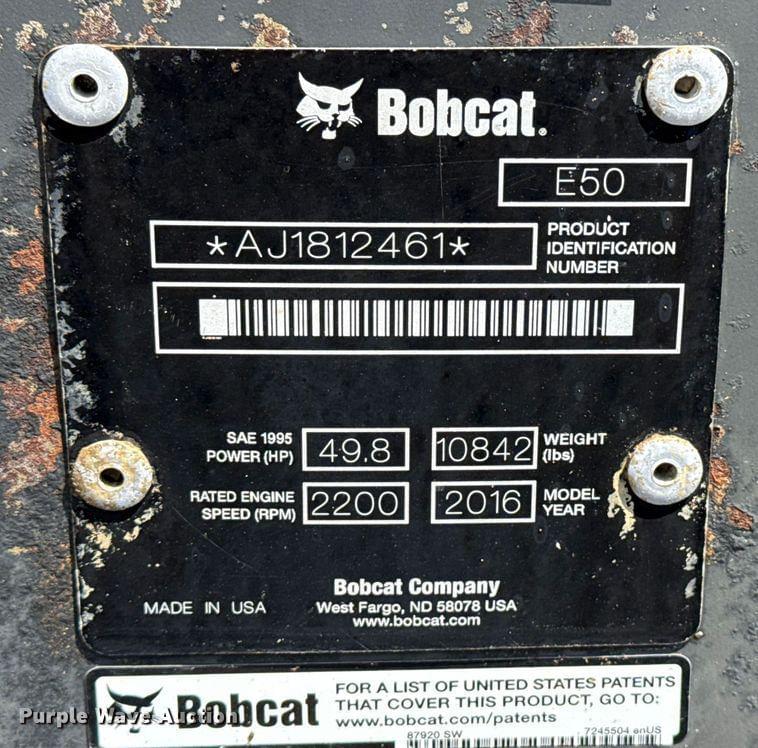 Bobcat.
E50
*AJ1812461*
PRODUCT
IDENTIFICATION
NUMBER
SAE 1995
POWER (HP)
49.8
10842
WEIGHT
(lbs)
RATED ENGINE
SPEED (RPM)
2200
2016
MODEL
YEAR
Bobcat Company
MADE IN USA
West Fargo, ND 58078 USA
www.bobcat.com
Bobcat
FOR A LIST OF UNITED STATES PATENTS
THAT COVER THIS PRODUCT, GO TO:
www.bobcat.com/patents
87920 SW
7245504 enUS
Purple Wave Auction